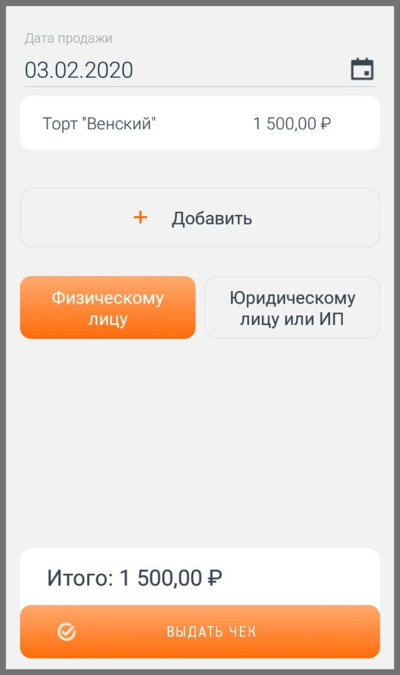 Дата продажи
03.02.2020
Торт "Венский" 1 500,00 ₽
+ Добавить
Физическому
лицу
Юридическому
лицу или ИП
Итого: 1 500,00 ₽
ВЫДАТЬ ЧЕК